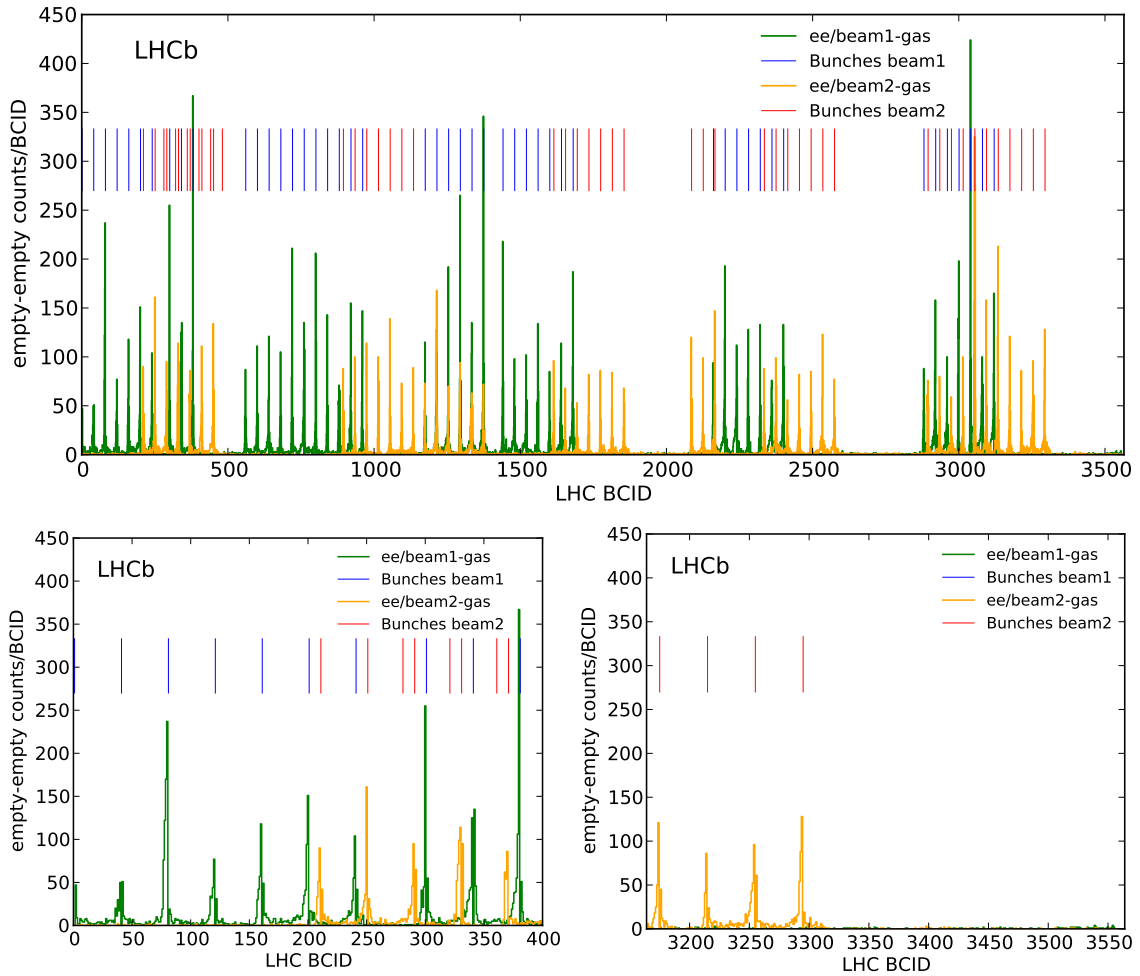 450
400
350
300
250
200
150
100
50
0
empty-empty counts/BCID
LHCb
ee/beam1-gas
Bunches beam1
ee/beam2-gas
Bunches beam2
0 500 1000 1500 2000 2500 3000 3500
LHC BCID
450
400
350
300
250
200
150
100
50
0
empty-empty counts/BCID
LHCb
ee/beam1-gas
Bunches beam1
ee/beam2-gas
Bunches beam2
0 50 100 150 200 250 300 350 400
LHC BCID
450
400
350
300
250
200
150
100
50
0
empty-empty counts/BCID
LHCb
ee/beam1-gas
Bunches beam1
ee/beam2-gas
Bunches beam2
3200 3250 3300 3350 3400 3450 3500 3550
LHC BCID